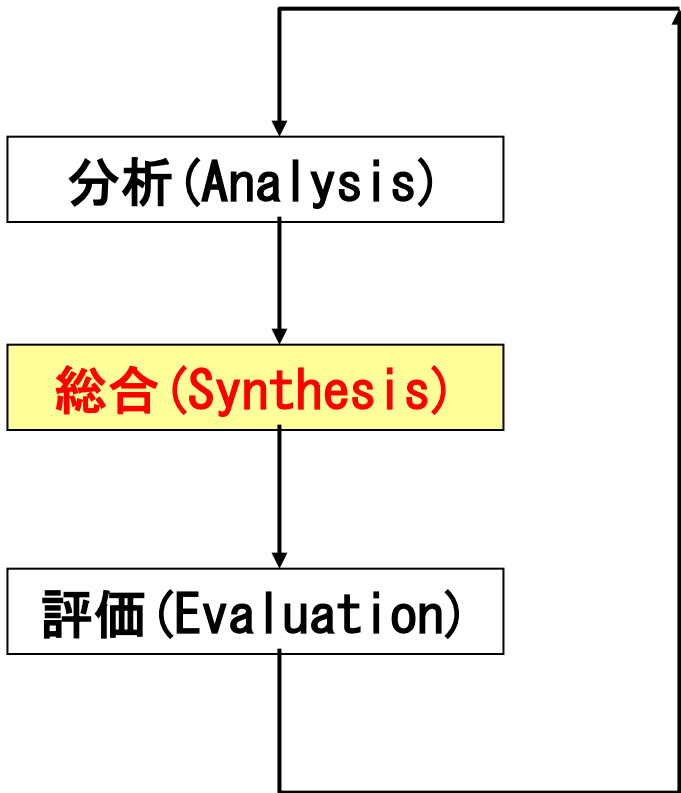 分析(Analysis)
総合(Synthesis)
評価(Evaluation)